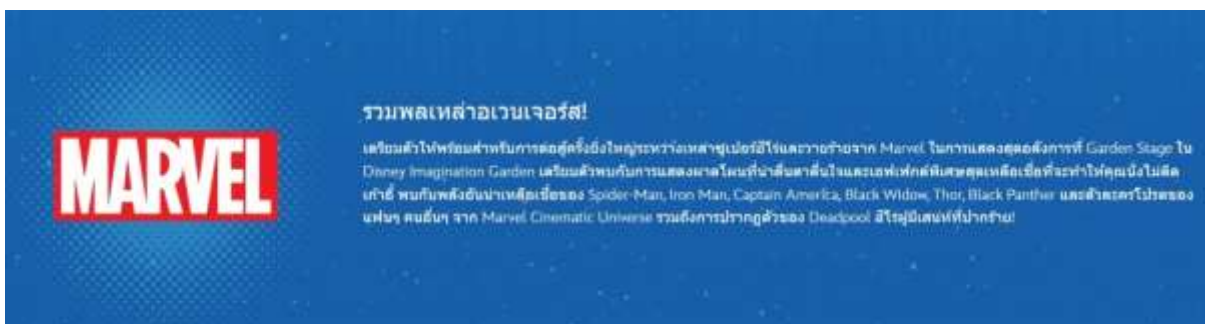 MARVEL
รวมพลเหล่าอเวนเจอร์ส!
เตรียมตัวให้พร้อมสำหรับการต่อสู้ครั้งยิ่งใหญ่ระหว่างเหล่าซูเปอร์ฮีโร่และวายร้ายจาก Marvel ในการแสดงสุดอลังการที่ Garden Stage ใน
Disney Imagination Garden เตรียมตัวพบกับการแสดงผาดโผนที่น่าตื่นตาตื่นใจและเอฟเฟ็กต์พิเศษสุดเหลือเชื่อที่จะทำให้คุณนั่งไม่ติด
เก้าอี้ พบกับพลังอันน่าเหลือเชื่อของ Spider-Man, Iron Man, Captain America, Black Widow, Thor, Black Panther และตัวละครโปรดของ
แฟนๆ คนอื่นๆ จาก Marvel Cinematic Universe รวมถึงการปรากฏตัวของ Deadpool ฮีโร่ผู้มีเสน่ห์ที่ปากร้าย!